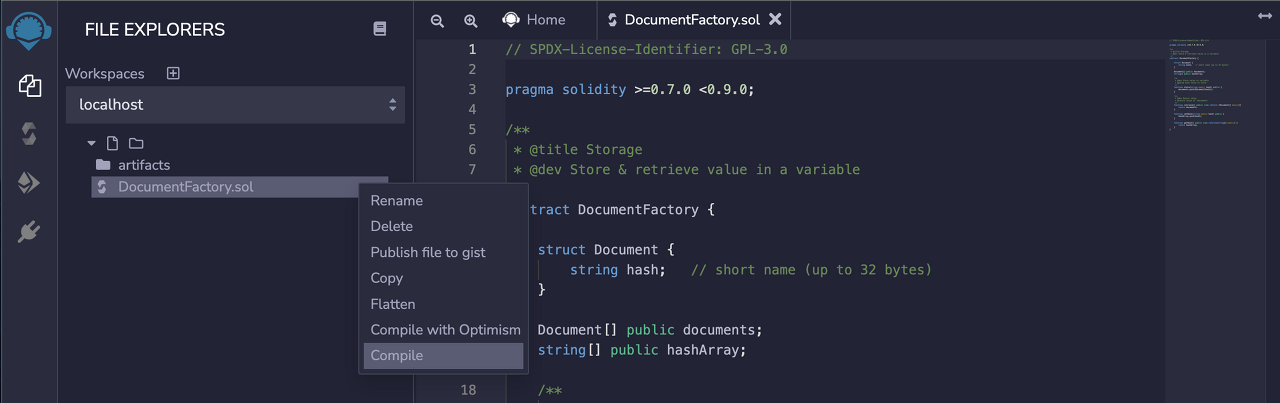 FILE EXPLORERS
Workspaces
localhost
artifacts
DocumentFactory.sol
Rename
Delete
Publish file to gist
Copy
Flatten
Compile with Optimism
Compile
Home
DocumentFactory.sol
1 // SPDX-License-Identifier: GPL-3.0
2
3 pragma solidity >=0.7.0 <0.9.0;
4
5 /**
6 * @title Storage
7 * @dev Store & retrieve value in a variable
tract DocumentFactory {
struct Document {
string hash; // short name (up to 32 bytes)
}
Document[] public documents;
string[] public hashArray;
18 /**